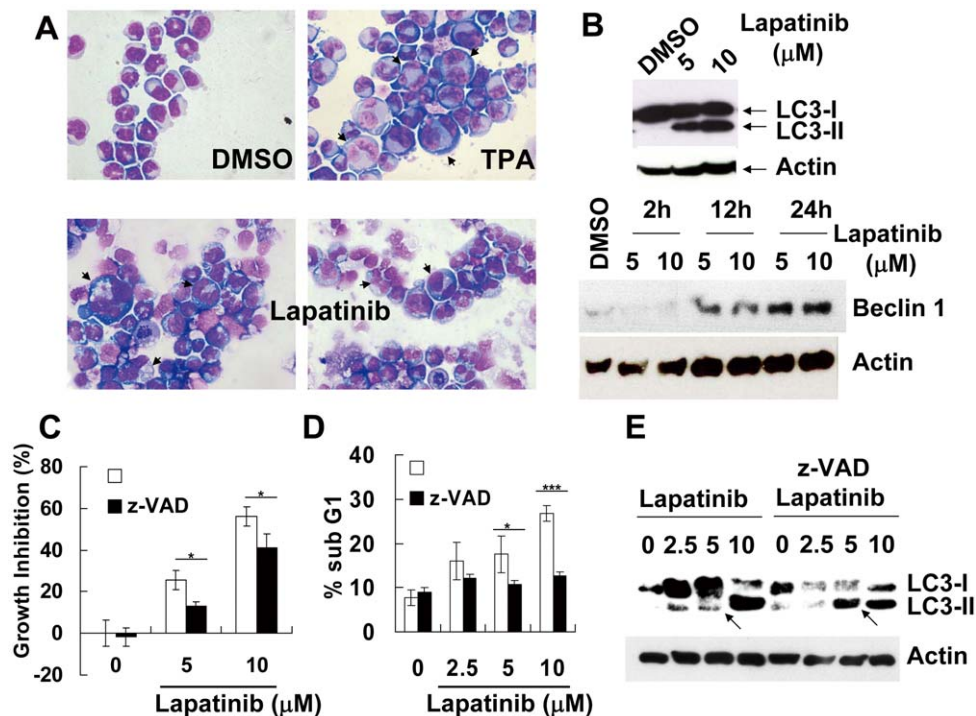 A
DMSO
TPA
Lapatinib
B
DMSO
5
10
Lapatinib
(μM)
LC3-I
LC3-II
Actin
DMSO
2h 12h 24h
Lapatinib
(μM)
5 10 5 10 5 10
Beclin 1
Actin
C
Growth Inhibition (%)
80
60
40
20
0
-20
z-VAD
*
*
0 5 10
Lapatinib (μM)
D
% sub G1
40
30
20
10
0
z-VAD
*
***
0 2.5 5 10
Lapatinib (μM)
E
z-VAD
Lapatinib Lapatinib
0 2.5 5 10 0 2.5 5 10
LC3-I
LC3-II
Actin